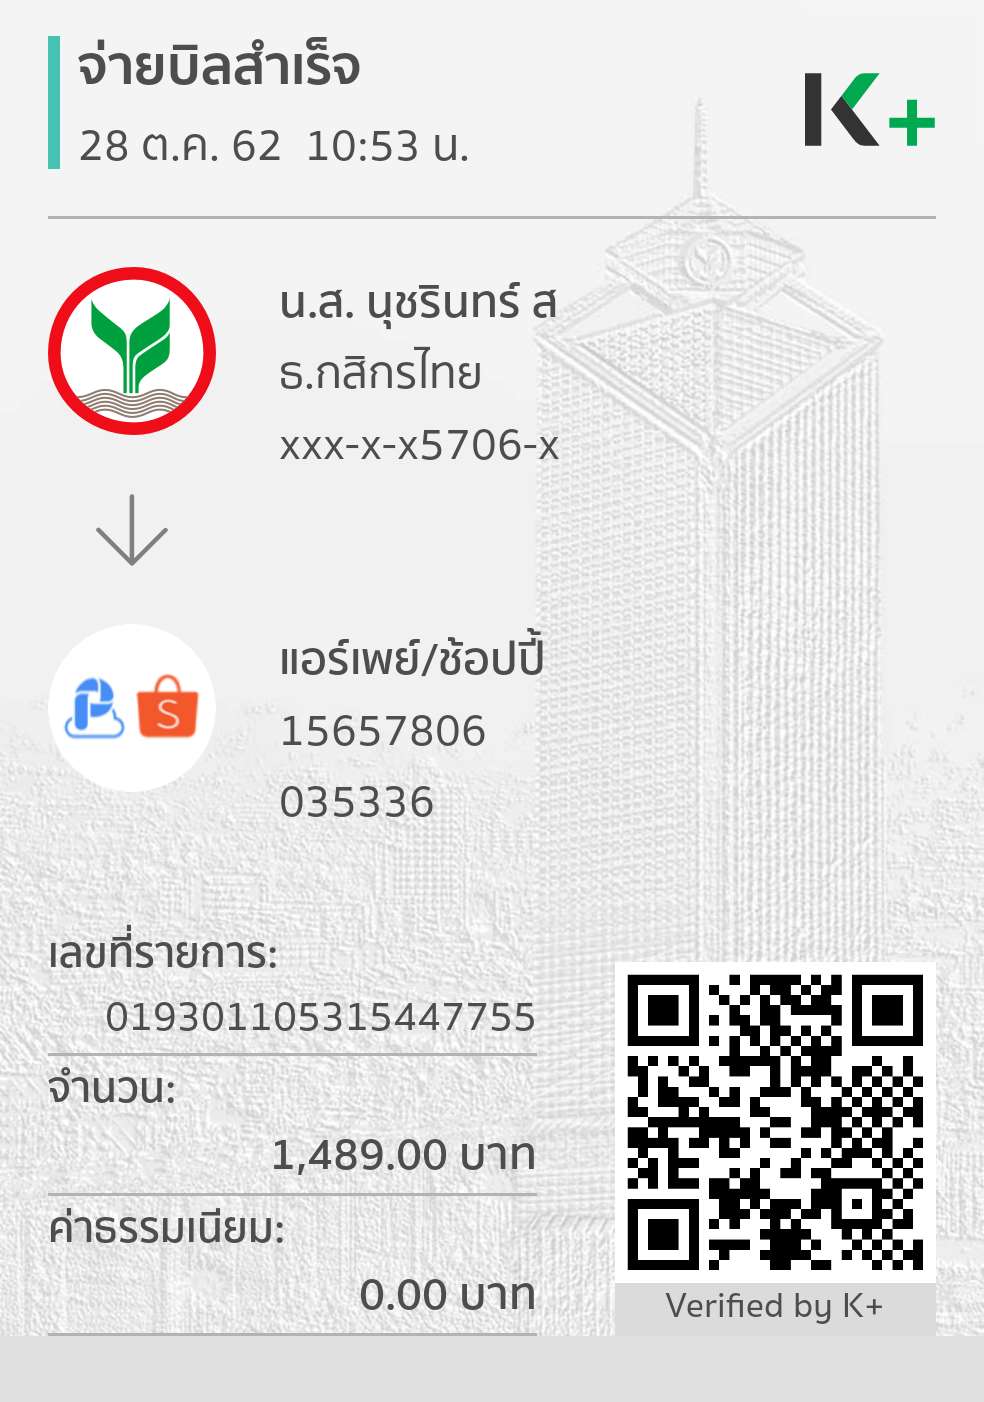 จ่ายบิลสำเร็จ
28 ต.ค. 62 10:53 น.
K+
น.ส. นุชรินทร์ ส
ธ.กสิกรไทย
xxx-x-x5706-x
แอร์เพย์/ช้อปปี้
15657806
035336
เลขที่รายการ:
019301105315447755
จำนวน:
1,489.00 บาท
ค่าธรรมเนียม:
0.00 บาท
Verified by K+